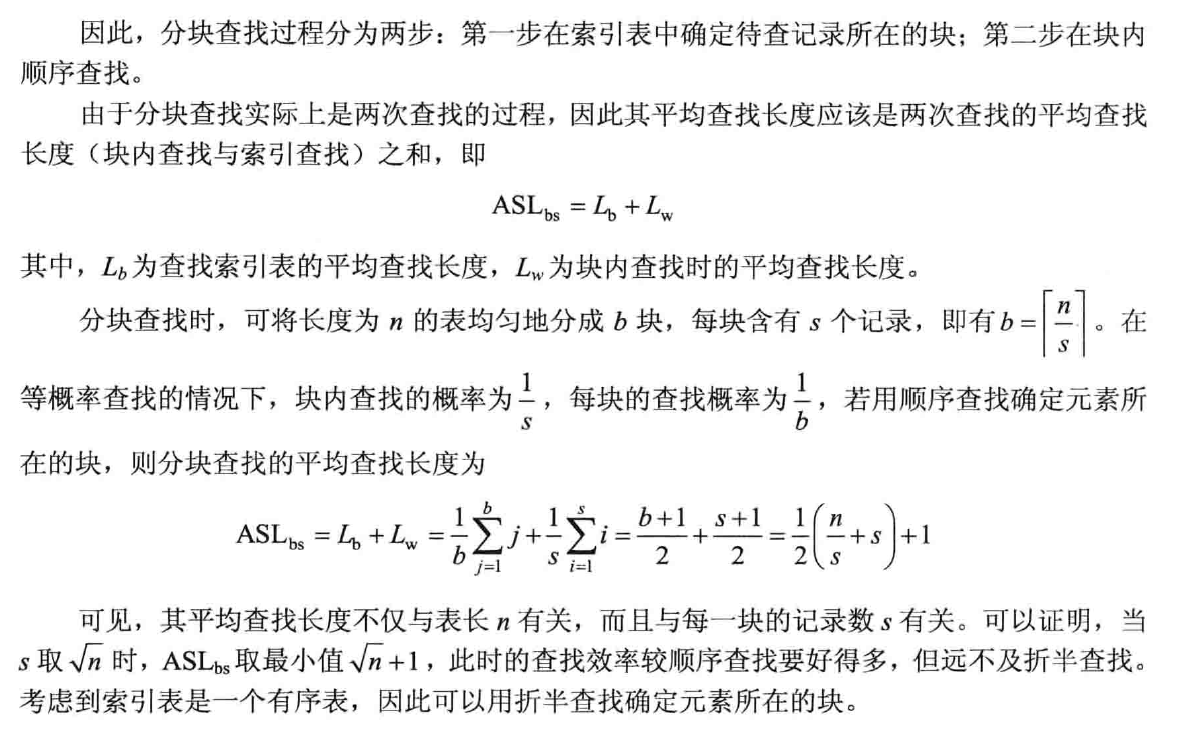 因此，分块查找过程分为两步：第一步在索引表中确定待查记录所在的块；第二步在块内
顺序查找。
由于分块查找实际上是两次查找的过程，因此其平均查找长度应该是两次查找的平均查找
长度（块内查找与索引查找）之和，即
$\mathrm{ASL_{bs}} = L_{\mathrm{b}} + L_{\mathrm{w}}$
其中，$L_b$为查找索引表的平均查找长度，$L_w$为块内查找时的平均查找长度。
分块查找时，可将长度为 n 的表均匀地分成 b 块，每块含有 s 个记录，即有$b=\left\lceil \frac{n}{s} \right\rceil$。在
等概率查找的情况下，块内查找的概率为$\frac{1}{s}$，每块的查找概率为$\frac{1}{b}$，若用顺序查找确定元素所
在的块，则分块查找的平均查找长度为
$\mathrm{ASL_{bs}} = L_{\mathrm{b}} + L_{\mathrm{w}} = \frac{1}{b}\sum_{j=1}^{b} j + \frac{1}{s}\sum_{i=1}^{s} i = \frac{b+1}{2} + \frac{s+1}{2} = \frac{1}{2}\left(\frac{n}{s}+s\right)+1$
可见，其平均查找长度不仅与表长 n 有关，而且与每一块的记录数 s 有关。可以证明，当
s 取$\sqrt{n}$时，$\mathrm{ASL_{bs}}$取最小值$\sqrt{n}+1$，此时的查找效率较顺序查找要好得多，但远不及折半查找。
考虑到索引表是一个有序表，因此可以用折半查找确定元素所在的块。